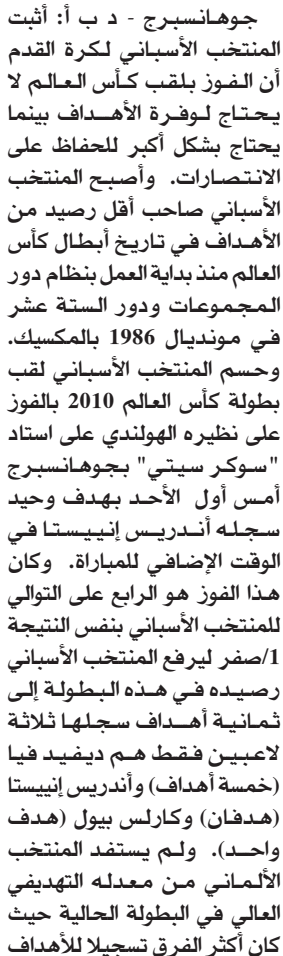 جوهانسبرج - د ب أ: أثبت
المنتخب الأسباني لكرة القدم
أن الفوز بلقب كأس العالم لا
يحتاج لوفرة الأهداف بينما
يحتاج بشكل أكبر للحفاظ على
الانتصارات. وأصبح المنتخب
الأسباني صاحب أقل رصيد من
الأهداف في تاريخ أبطال كأس
العالم منذ بداية العمل بنظام دور
المجموعات ودور الستة عشر
في مونديال 1986 بالمكسيك.
وحسم المنتخب الأسباني لقب
بطولة كأس العالم 2010 بالفوز
على نظيره الهولندي على استاد
"سوكر سيتي" بجوهانسبرج
أمس أول الأحد بهدف وحيد
سجله أندريس إنييستا في
الوقت الإضافي للمباراة. وكان
هذا الفوز هو الرابع على التوالي
للمنتخب الأسباني بنفس النتيجة
1/صفر ليرفع المنتخب الأسباني
رصيده في هذه البطولة إلى
ثمانية أهداف سجلها ثلاثة
لاعبين فقط هم ديفيد فيا
(خمسة أهداف) وأندريس إنييستا
(هدفان) وكارلس بيول (هدف
واحد). ولم يستفد المنتخب
الألماني من معدله التهديفي
العالي في البطولة الحالية حيث
كان أكثر الفرق تسجيلا للأهداف